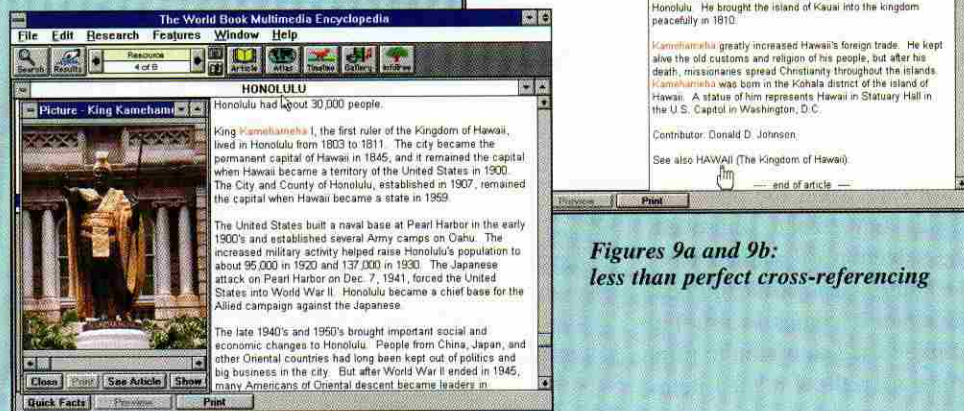 The World Book Multimedia Encyclopedia
File Edit Research Features Window Help
Search Results Resource 4 of 8 Article Atlas Timeline Gallery InfoTree
HONOLULU
Picture - King Kameham
Honolulu had about 30,000 people.
King Kamehameha I, the first ruler of the Kingdom of Hawaii,
lived in Honolulu from 1803 to 1811. The city became the
permanent capital of Hawaii in 1845, and it remained the capital
when Hawaii became a territory of the United States in 1900.
The City and County of Honolulu, established in 1907, remained
the capital when Hawaii became a state in 1959.
The United States built a naval base at Pearl Harbor in the early
1900's and established several Army camps on Oahu. The
increased military activity helped raise Honolulu's population to
about 95,000 in 1920 and 137,000 in 1930. The Japanese
attack on Pearl Harbor on Dec. 7, 1941, forced the United
States into World War II. Honolulu became a chief base for the
Allied campaign against the Japanese.
The late 1940's and 1950's brought important social and
economic changes to Honolulu. People from China, Japan, and
other Oriental countries had long been kept out of politics and
big business in the city. But after World War II ended in 1945,
many Americans of Oriental descent became leaders in
Close Print See Article Show
Quick Facts Preview Print
Honolulu. He brought the island of Kauai into the kingdom
peacefully in 1810.
Kamehameha greatly increased Hawaii's foreign trade. He kept
alive the old customs and religion of his people, but after his
death, missionaries spread Christianity throughout the islands.
Kamehameha was born in the Kohala district of the island of
Hawaii. A statue of him represents Hawaii in Statuary Hall in
the U.S. Capitol in Washington, D.C.
Contributor: Donald D. Johnson
See also HAWAII (The Kingdom of Hawaii).
---- end of article ----
Preview Print
Figures 9a and 9b:
less than perfect cross-referencing